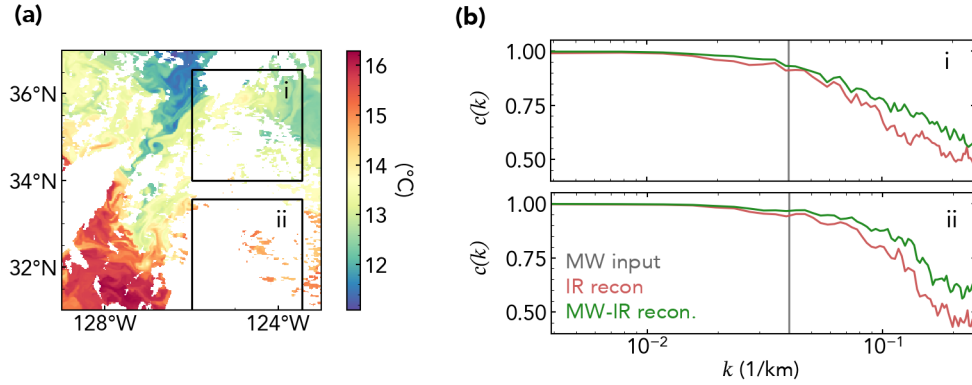 (a)
36°N
34°N
32°N
128°W
124°W
i
ii
16
15
14
13
12
(°C)
(b)
1.00
0.75
0.50
c(k)
i
1.00
0.75
0.50
c(k)
ii
MW input
IR recon
MW-IR recon.
10⁻²
10⁻¹
k (1/km)